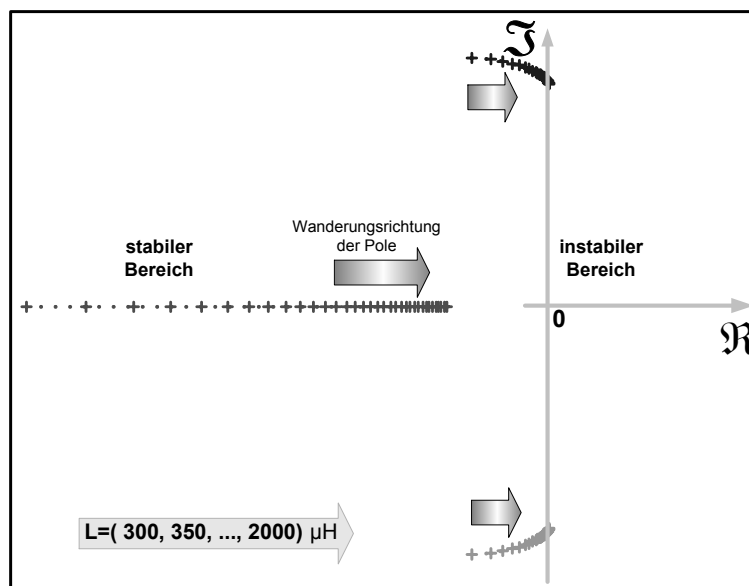 ℑ
Wanderungsrichtung
der Pole
stabiler
Bereich
instabiler
Bereich
0
ℜ
L=( 300, 350, ..., 2000) µH